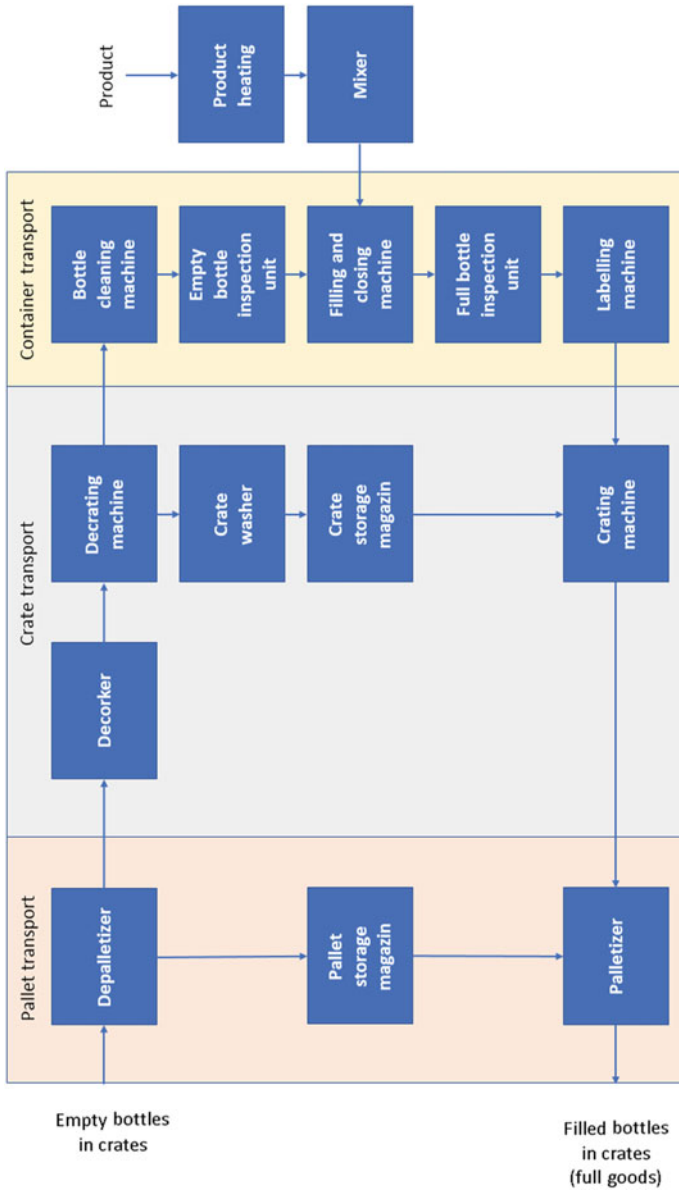 Pallet transport
Crate transport
Container transport
Empty bottles
in crates
Depalletizer
Decorker
Decrating
machine
Bottle
cleaning
machine
Product
Crate
washer
Empty
bottle
inspection
unit
Product
heating
Pallet
storage
magazin
Crate
storage
magazin
Filling and
closing
machine
Mixer
Full bottle
inspection
unit
Filled bottles
in crates
(full goods)
Palletizer
Crating
machine
Labelling
machine